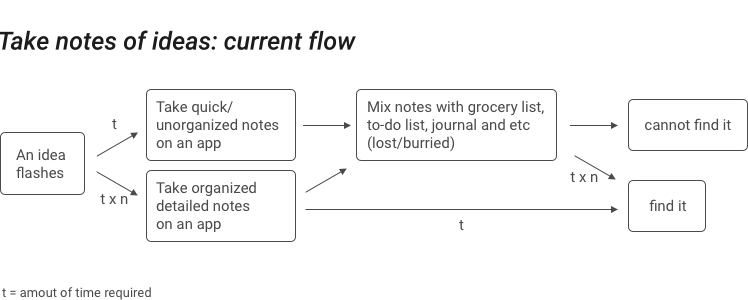 Take notes of ideas: current flow
An idea
flashes
t
t x n
Take quick/
unorganized notes
on an app
Take organized
detailed notes
on an app
Mix notes with grocery list,
to-do list, journal and etc
(lost/burried)
t x n
t
cannot find it
find it
t = amout of time required